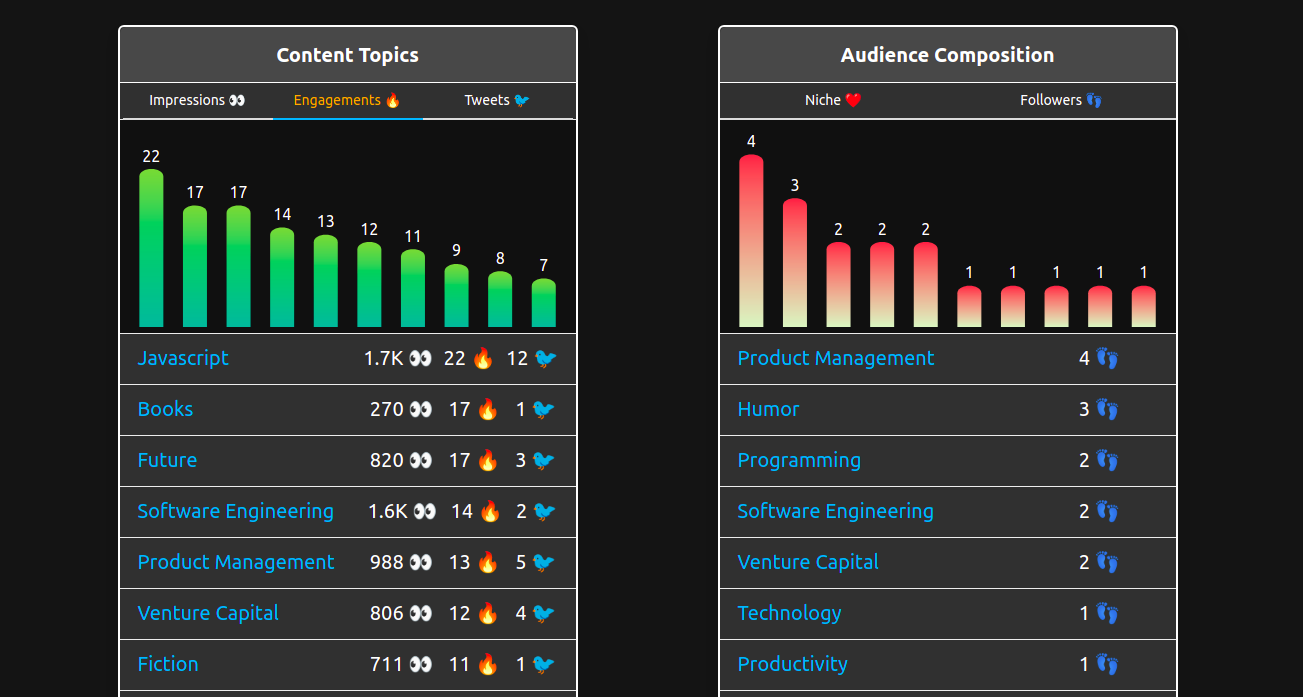 Content Topics
Impressions 👀 Engagements 🔥 Tweets 🐦
22
17 17
14
13
12
11
9
8
7
Javascript 1.7K 👀 22 🔥 12 🐦
Books 270 👀 17 🔥 1 🐦
Future 820 👀 17 🔥 3 🐦
Software Engineering 1.6K 👀 14 🔥 2 🐦
Product Management 988 👀 13 🔥 5 🐦
Venture Capital 806 👀 12 🔥 4 🐦
Fiction 711 👀 11 🔥 1 🐦
Audience Composition
Niche ❤️ Followers 👣
4
3
2 2 2
1 1 1 1 1
Product Management 4 👣
Humor 3 👣
Programming 2 👣
Software Engineering 2 👣
Venture Capital 2 👣
Technology 1 👣
Productivity 1 👣